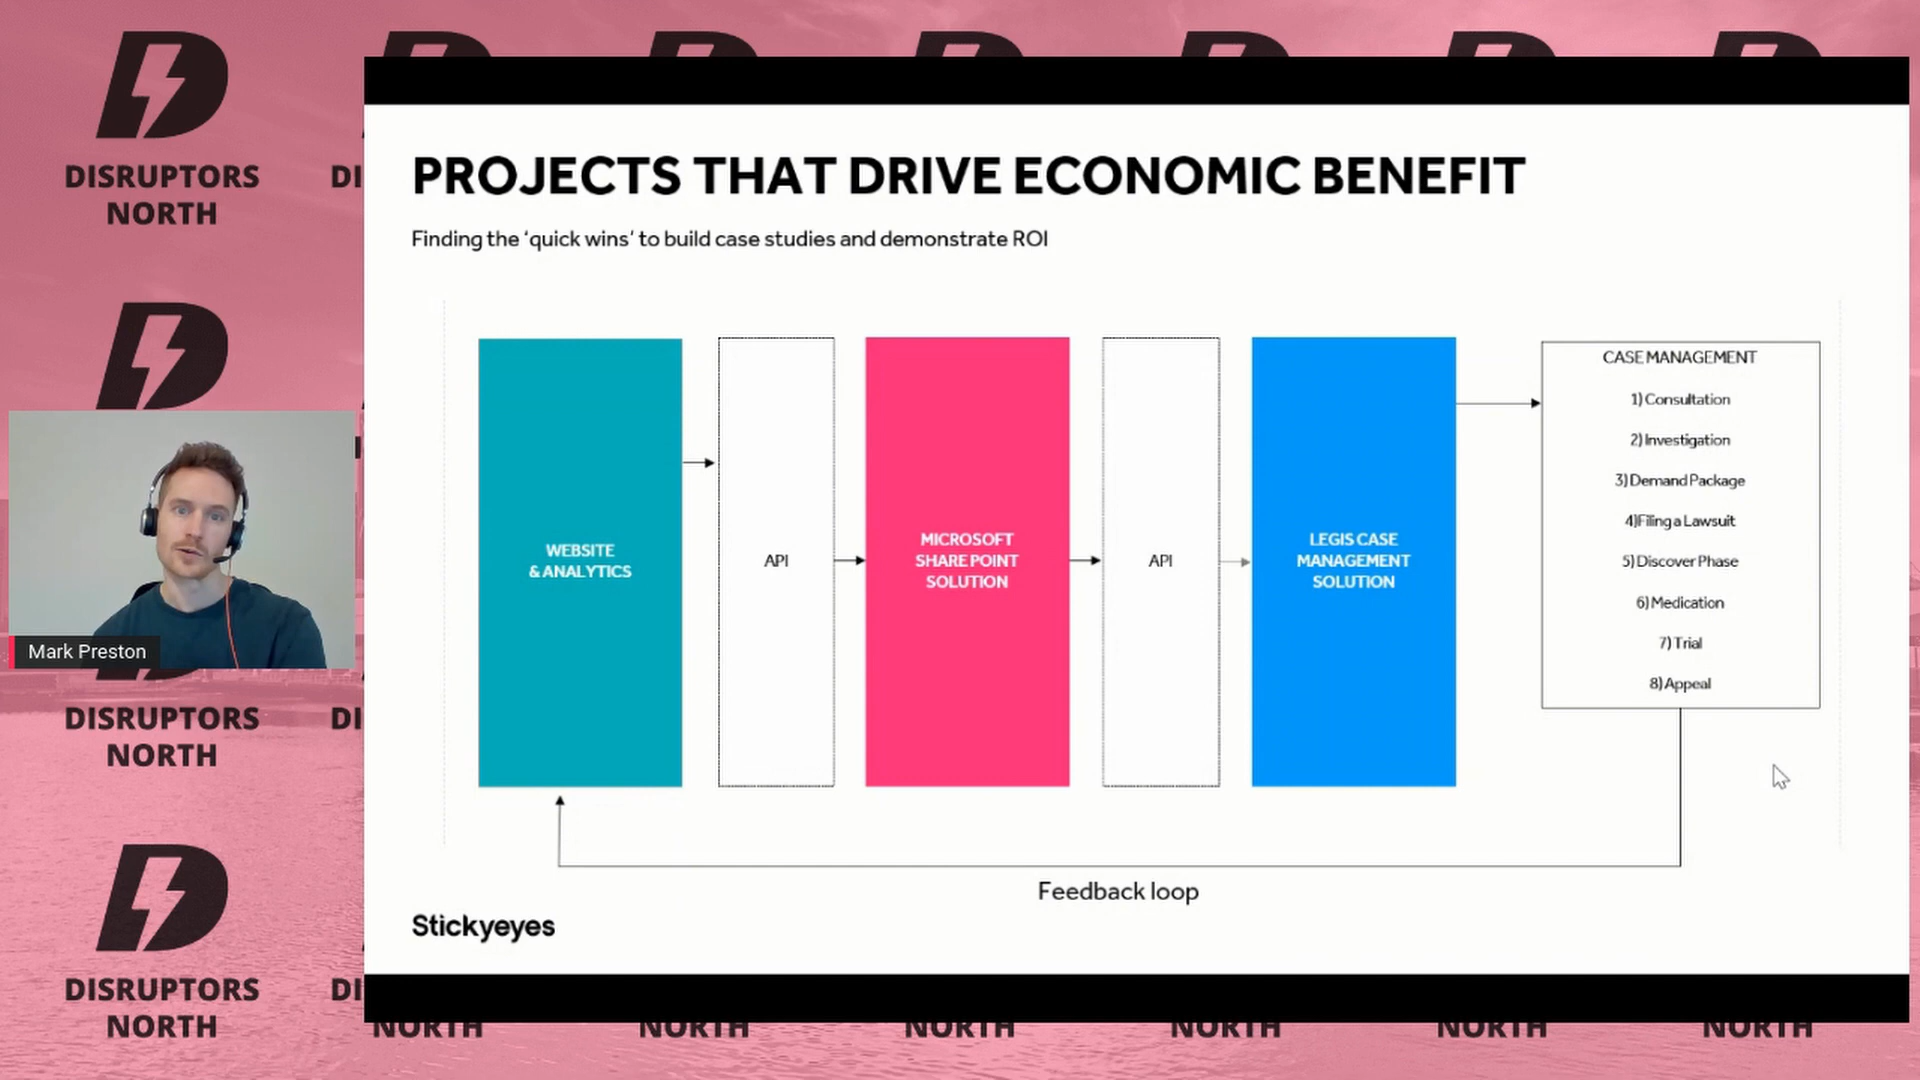 DISRUPTORS
NORTH
DI
PROJECTS THAT DRIVE ECONOMIC BENEFIT
Finding the ‘quick wins’ to build case studies and demonstrate ROI
WEBSITE
& ANALYTICS
API
MICROSOFT
SHARE POINT
SOLUTION
API
LEGIS CASE
MANAGEMENT
SOLUTION
CASE MANAGEMENT
1) Consultation
2) Investigation
3) Demand Package
4)Filing a Lawsuit
5) Discover Phase
6) Medication
7) Trial
8) Appeal
Feedback loop
Stickyeyes
Mark Preston
DISRUPTORS
NORTH
DI
DISRUPTORS
NORTH
DI
NORTH
NORTH
NORTH
NORTH
NORTH
NORTH